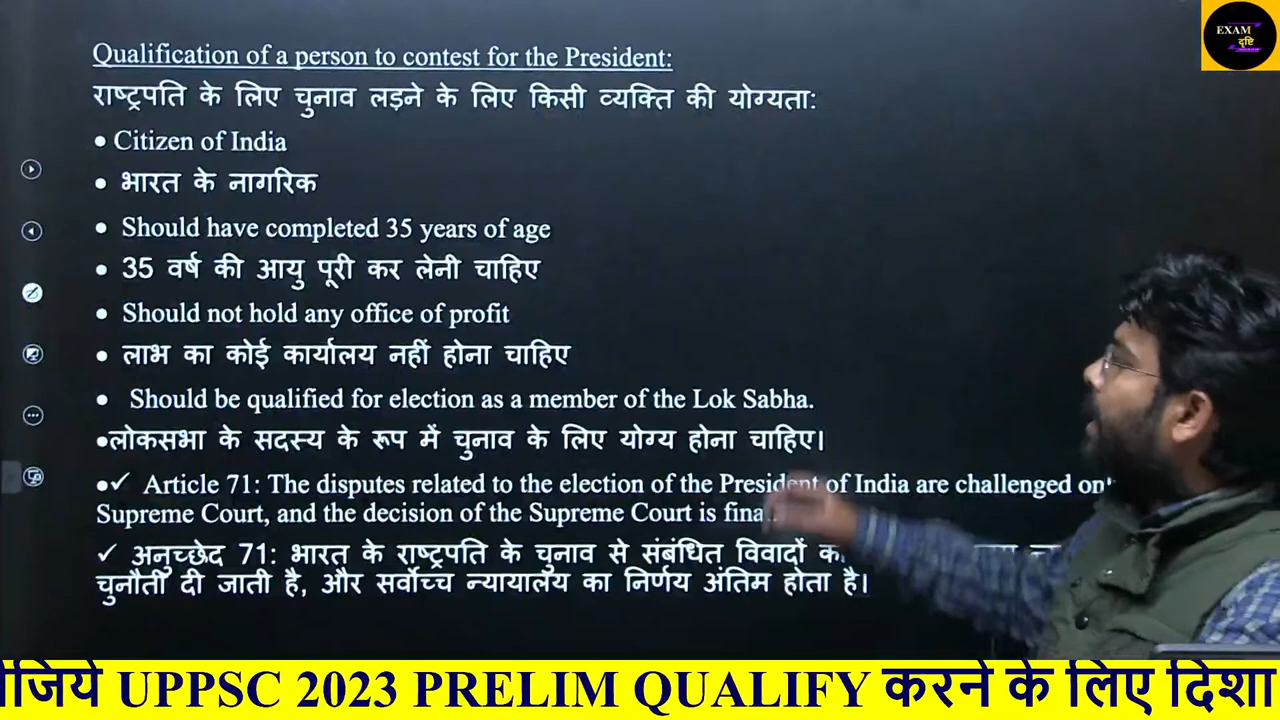 EXAM
दृष्टि
Qualification of a person to contest for the President:
राष्ट्रपति के लिए चुनाव लड़ने के लिए किसी व्यक्ति की योग्यता:
• Citizen of India
• भारत के नागरिक
• Should have completed 35 years of age
• 35 वर्ष की आयु पूरी कर लेनी चाहिए
• Should not hold any office of profit
• लाभ का कोई कार्यालय नहीं होना चाहिए
• Should be qualified for election as a member of the Lok Sabha.
•लोकसभा के सदस्य के रूप में चुनाव के लिए योग्य होना चाहिए।
•✓ Article 71: The disputes related to the election of the President of India are challenged
Supreme Court, and the decision of the Supreme Court is
✓ अनुच्छेद 71: भारत के राष्ट्रपति के चुनाव से संबंधित विवादों
चुनौती दी जाती है, और सर्वोच्च न्यायालय का निर्णय अंतिम होता है।
UPPSC 2023 PRELIM QUALIFY करने के लिए दिशा